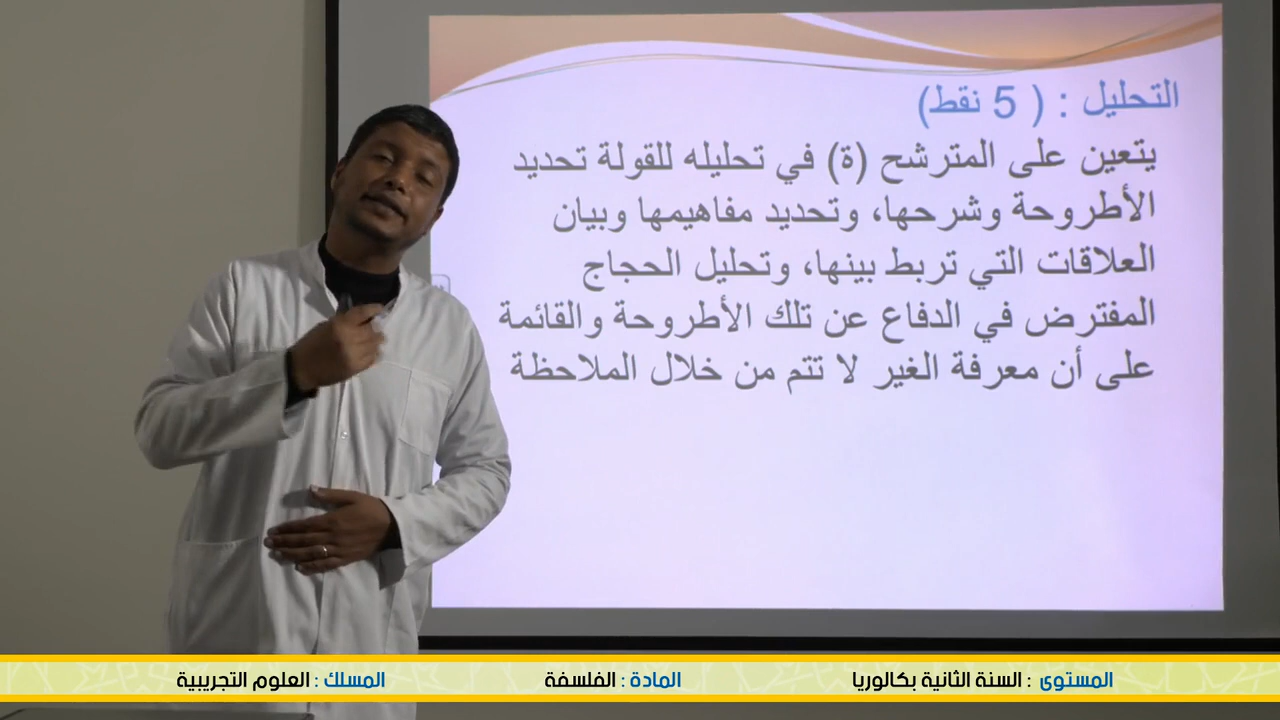 التحليل : ( 5 نقط)
يتعين على المترشح (ة) في تحليله للقولة تحديد
الأطروحة وشرحها، وتحديد مفاهيمها وبيان
العلاقات التي تربط بينها، وتحليل الحجاج
المفترض في الدفاع عن تلك الأطروحة والقائمة
على أن معرفة الغير لا تتم من خلال الملاحظة
المستوى : السنة الثانية بكالوريا المادة : الفلسفة المسلك : العلوم التجريبية